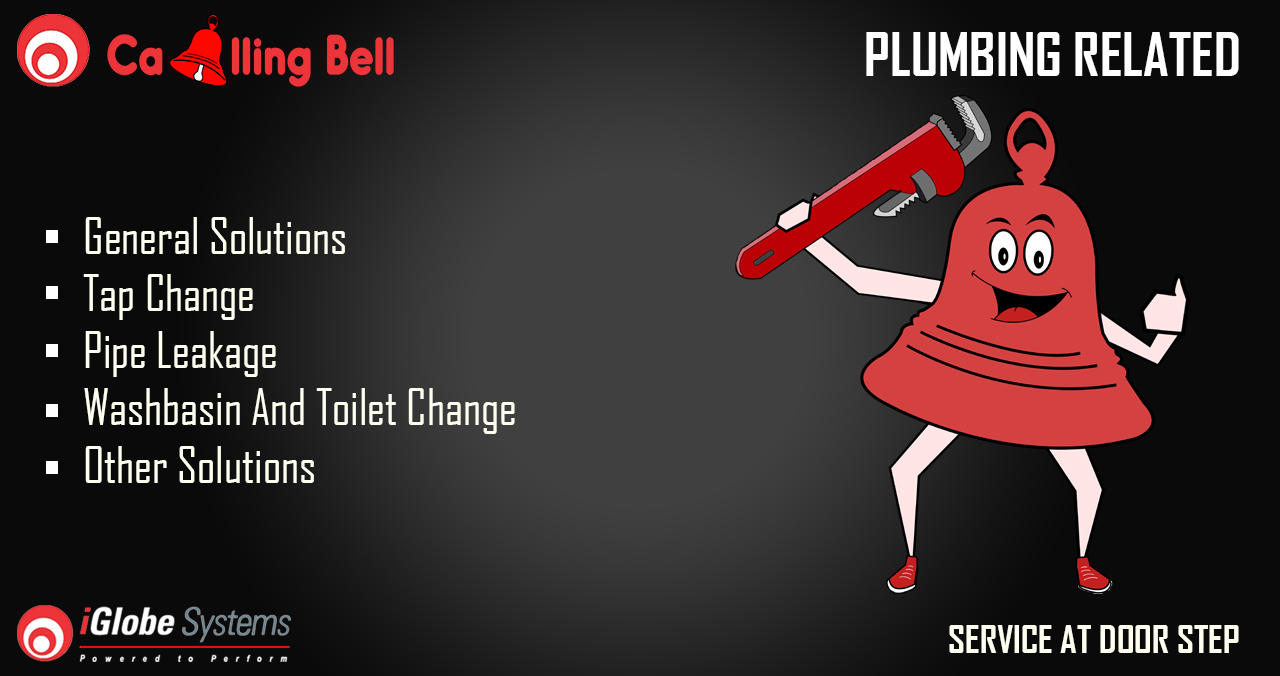 Calling Bell
PLUMBING RELATED
General Solutions
Tap Change
Pipe Leakage
Washbasin And Toilet Change
Other Solutions
iGlobe Systems
Powered to Perform
SERVICE AT DOOR STEP